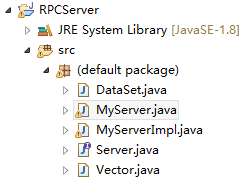 RPCServer
JRE System Library [JavaSE-1.8]
src
(default package)
DataSet.java
MyServer.java
MyServerImpl.java
Server.java
Vector.java